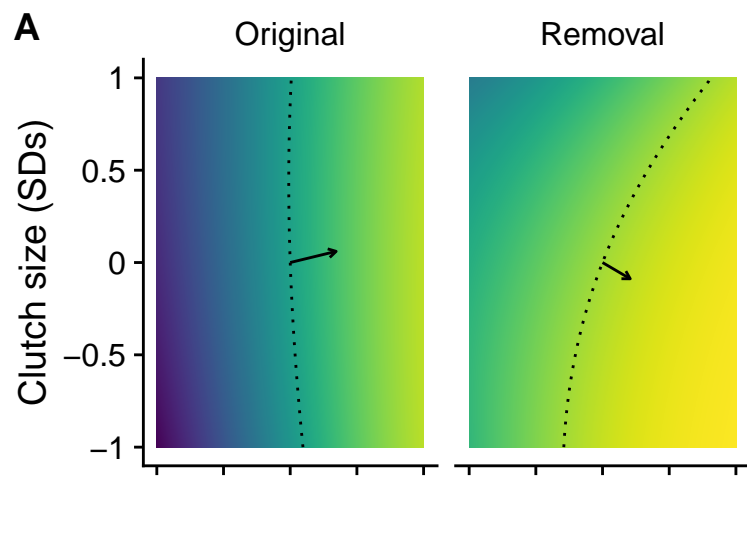 A
Original
Removal
Clutch size (SDs)
1
0.5
0
−0.5
−1